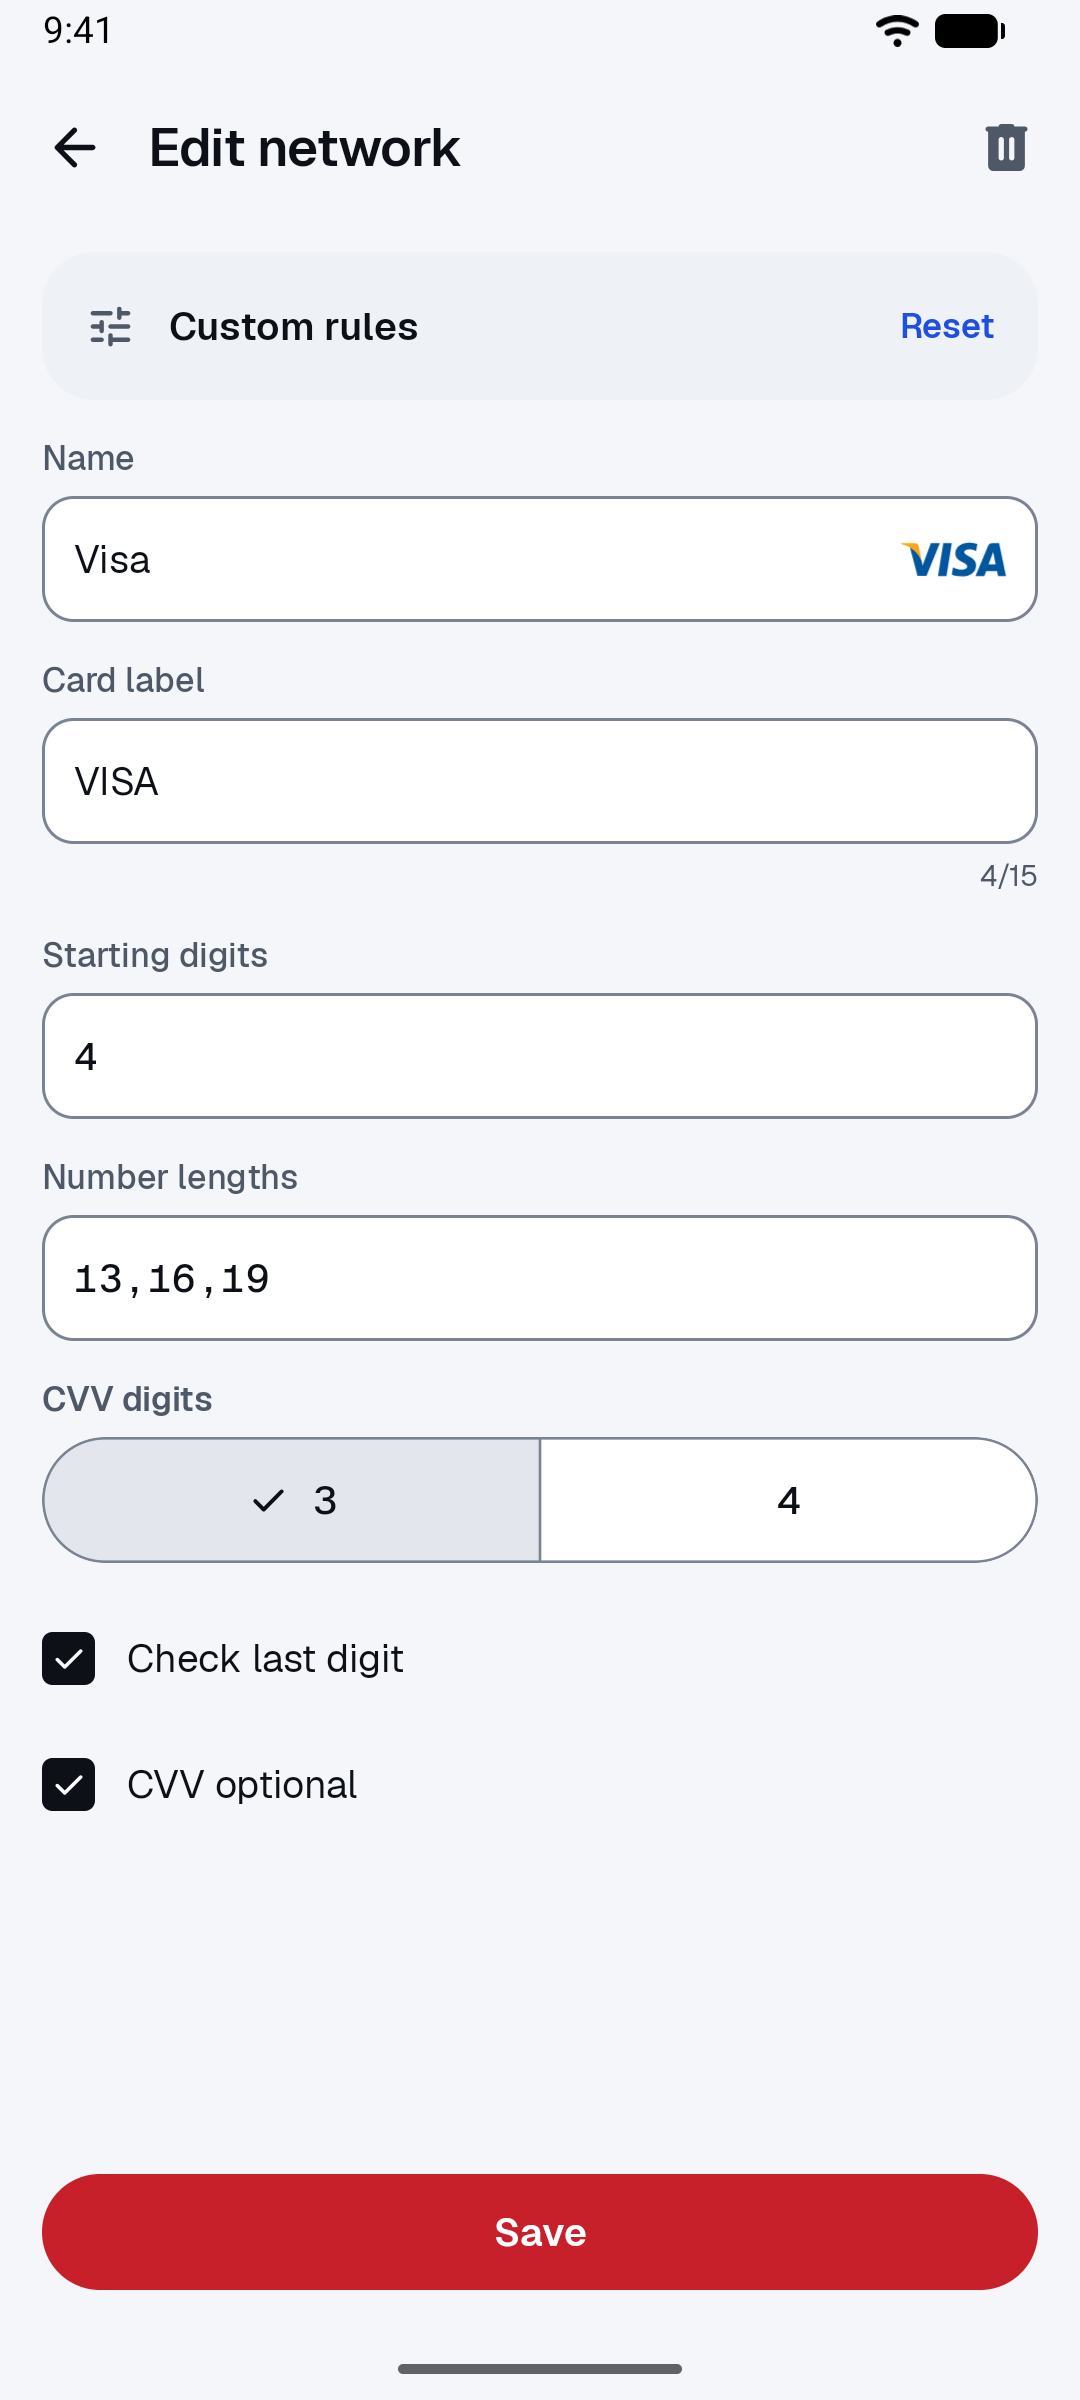 9:41
Edit network
Custom rules
Reset
Name
Visa
VISA
Card label
VISA
4/15
Starting digits
4
Number lengths
13,16,19
CVV digits
3
4
Check last digit
CVV optional
Save